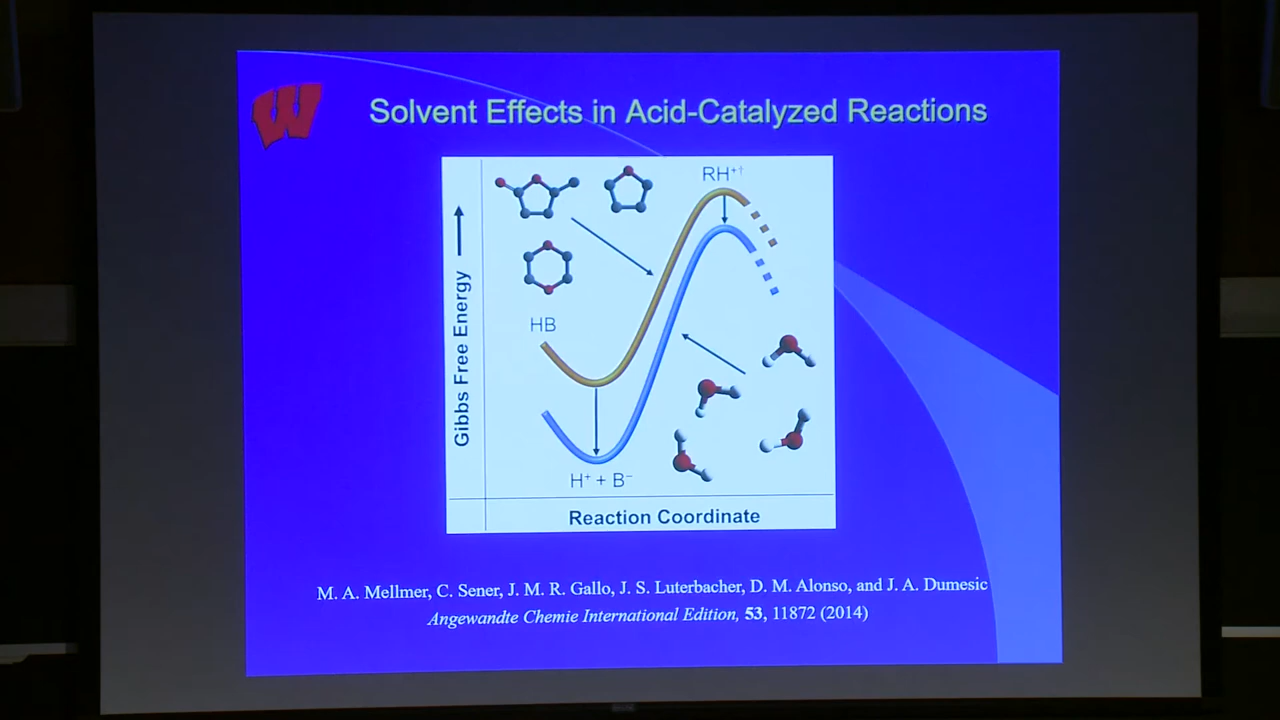 W
Solvent Effects in Acid-Catalyzed Reactions
RH⁺†
HB
Gibbs Free Energy
H⁺ + B⁻
Reaction Coordinate
M. A. Mellmer, C. Sener, J. M. R. Gallo, J. S. Luterbacher, D. M. Alonso, and J. A. Dumesic
Angewandte Chemie International Edition, 53, 11872 (2014)